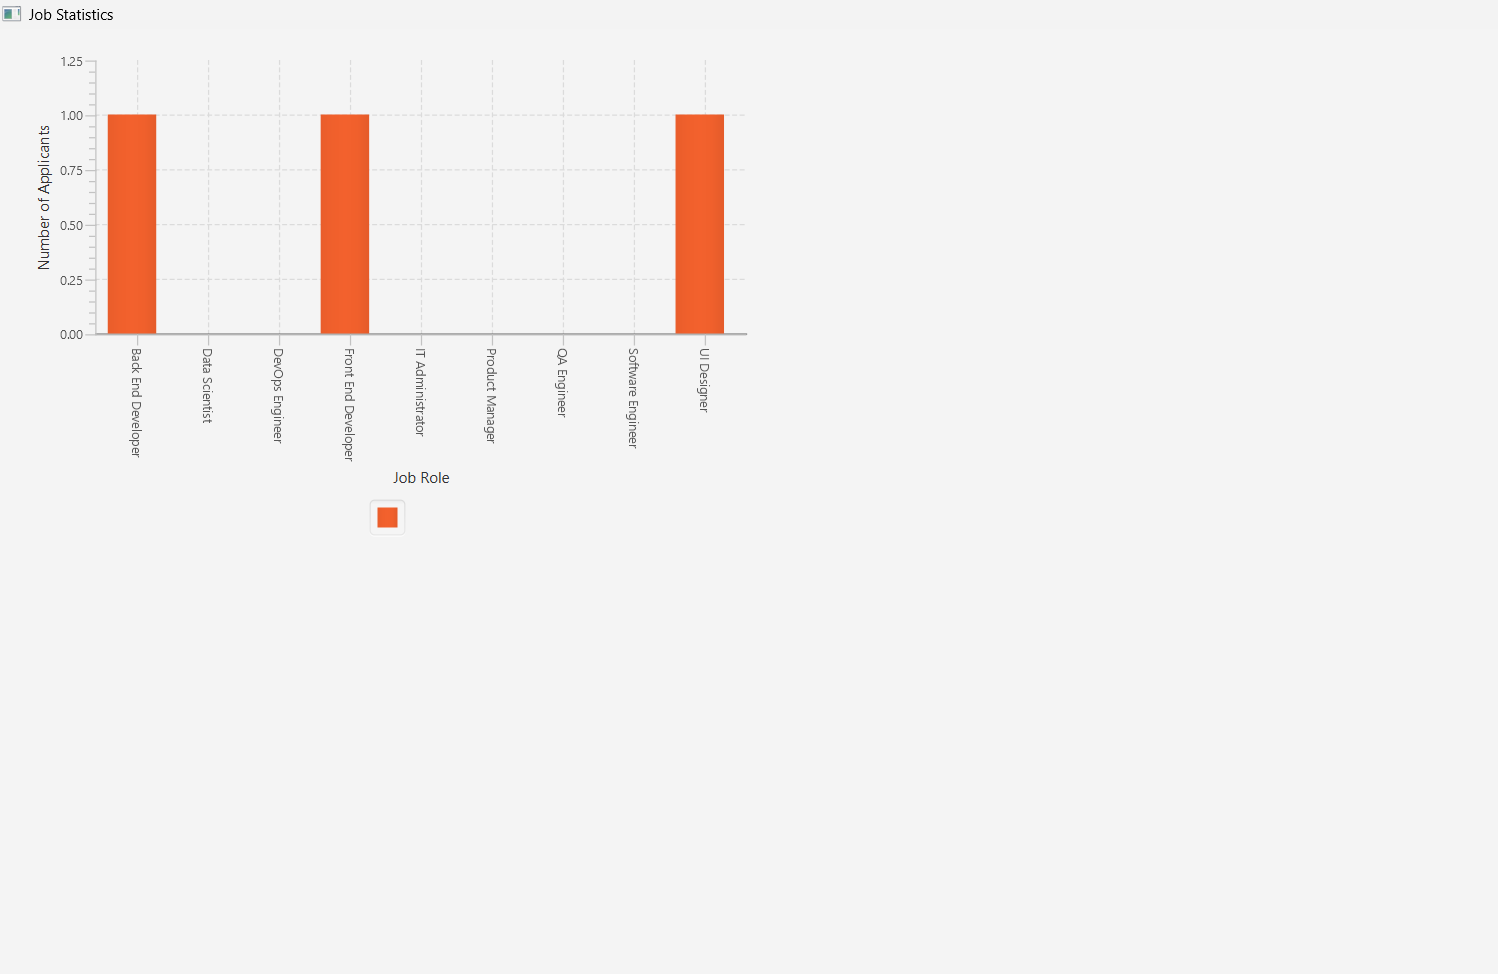 Job Statistics
1.25
1.00
0.75
0.50
0.25
0.00
Number of Applicants
Back End Developer
Data Scientist
DevOps Engineer
Front End Developer
IT Administrator
Product Manager
QA Engineer
Software Engineer
UI Designer
Job Role